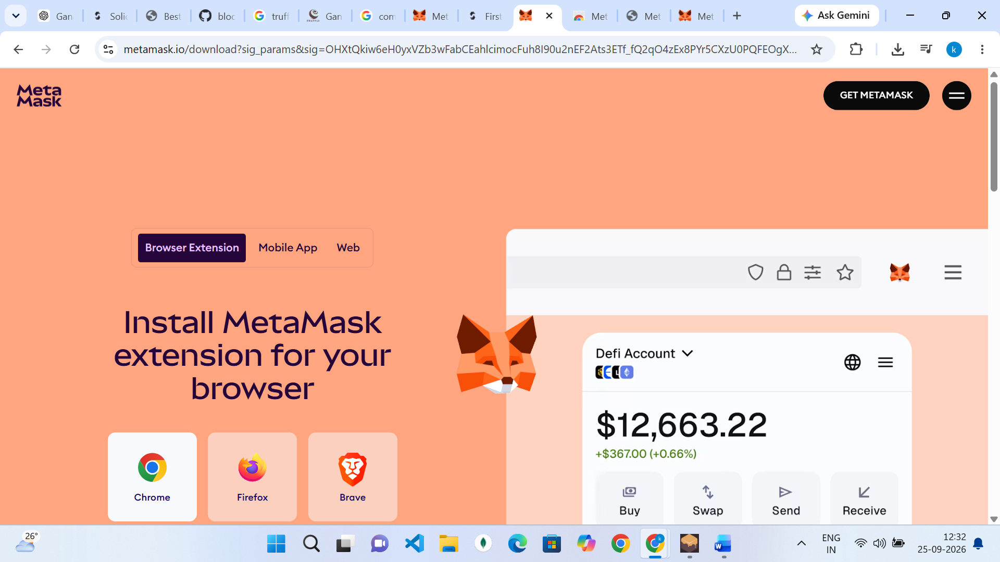 Gan
Solic
Best
bloc
truff
Gan
com
Met
First
Met
Met
Met
Ask Gemini
metamask.io/download?sig_params&sig=OHXtQkiw6eH0yxVZb3wFabCEahlcimocFuh8I90u2nEF2Ats3ETf_fQ2qO4zEx8PYr5CXzU0PQFEOgX...
k
Meta
Mask
GET METAMASK
Browser Extension
Mobile App
Web
Install MetaMask
extension for your
browser
Chrome
Firefox
Brave
Defi Account
$12,663.22
+$367.00 (+0.66%)
Buy
Swap
Send
Receive
26°
ENG
IN
12:32
25-09-2026